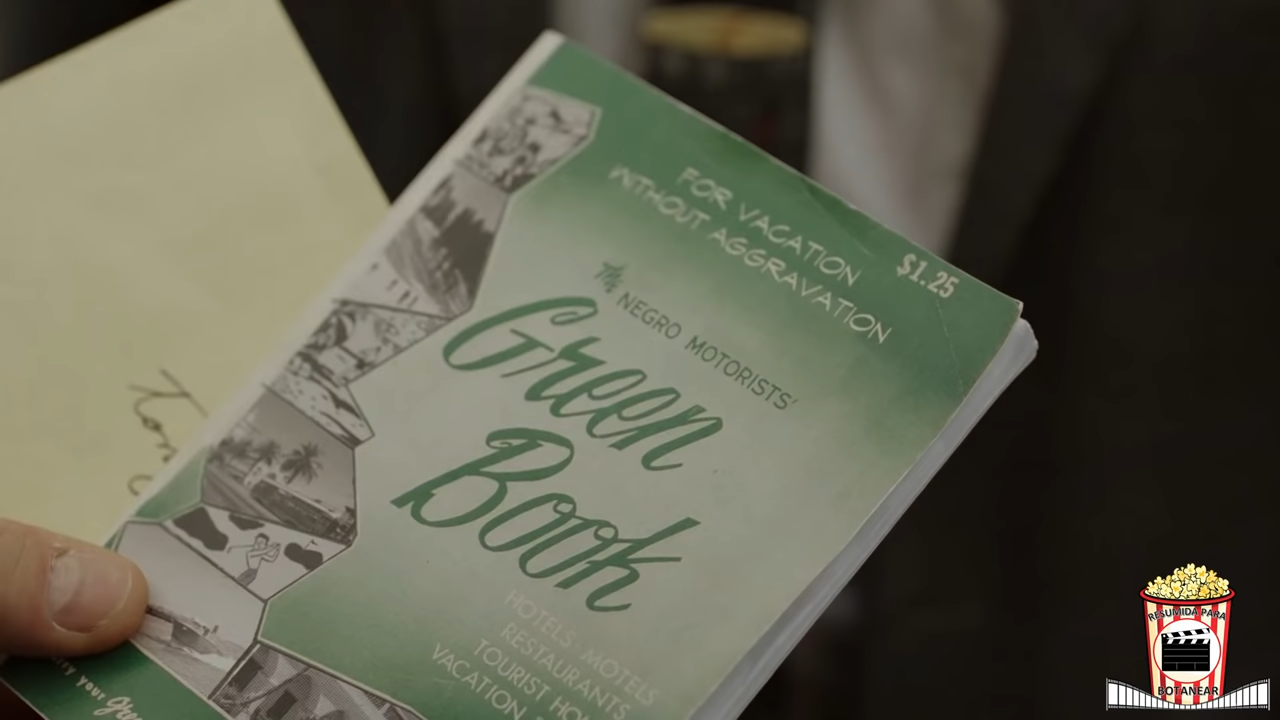 FOR VACATION
WITHOUT AGGRAVATION
$1.25
The NEGRO MOTORISTS'
Green
Book
HOTELS MOTELS
RESTAURANTS
TOURIST
VACATION
your
RESUMIDA PARA
BOTANEAR